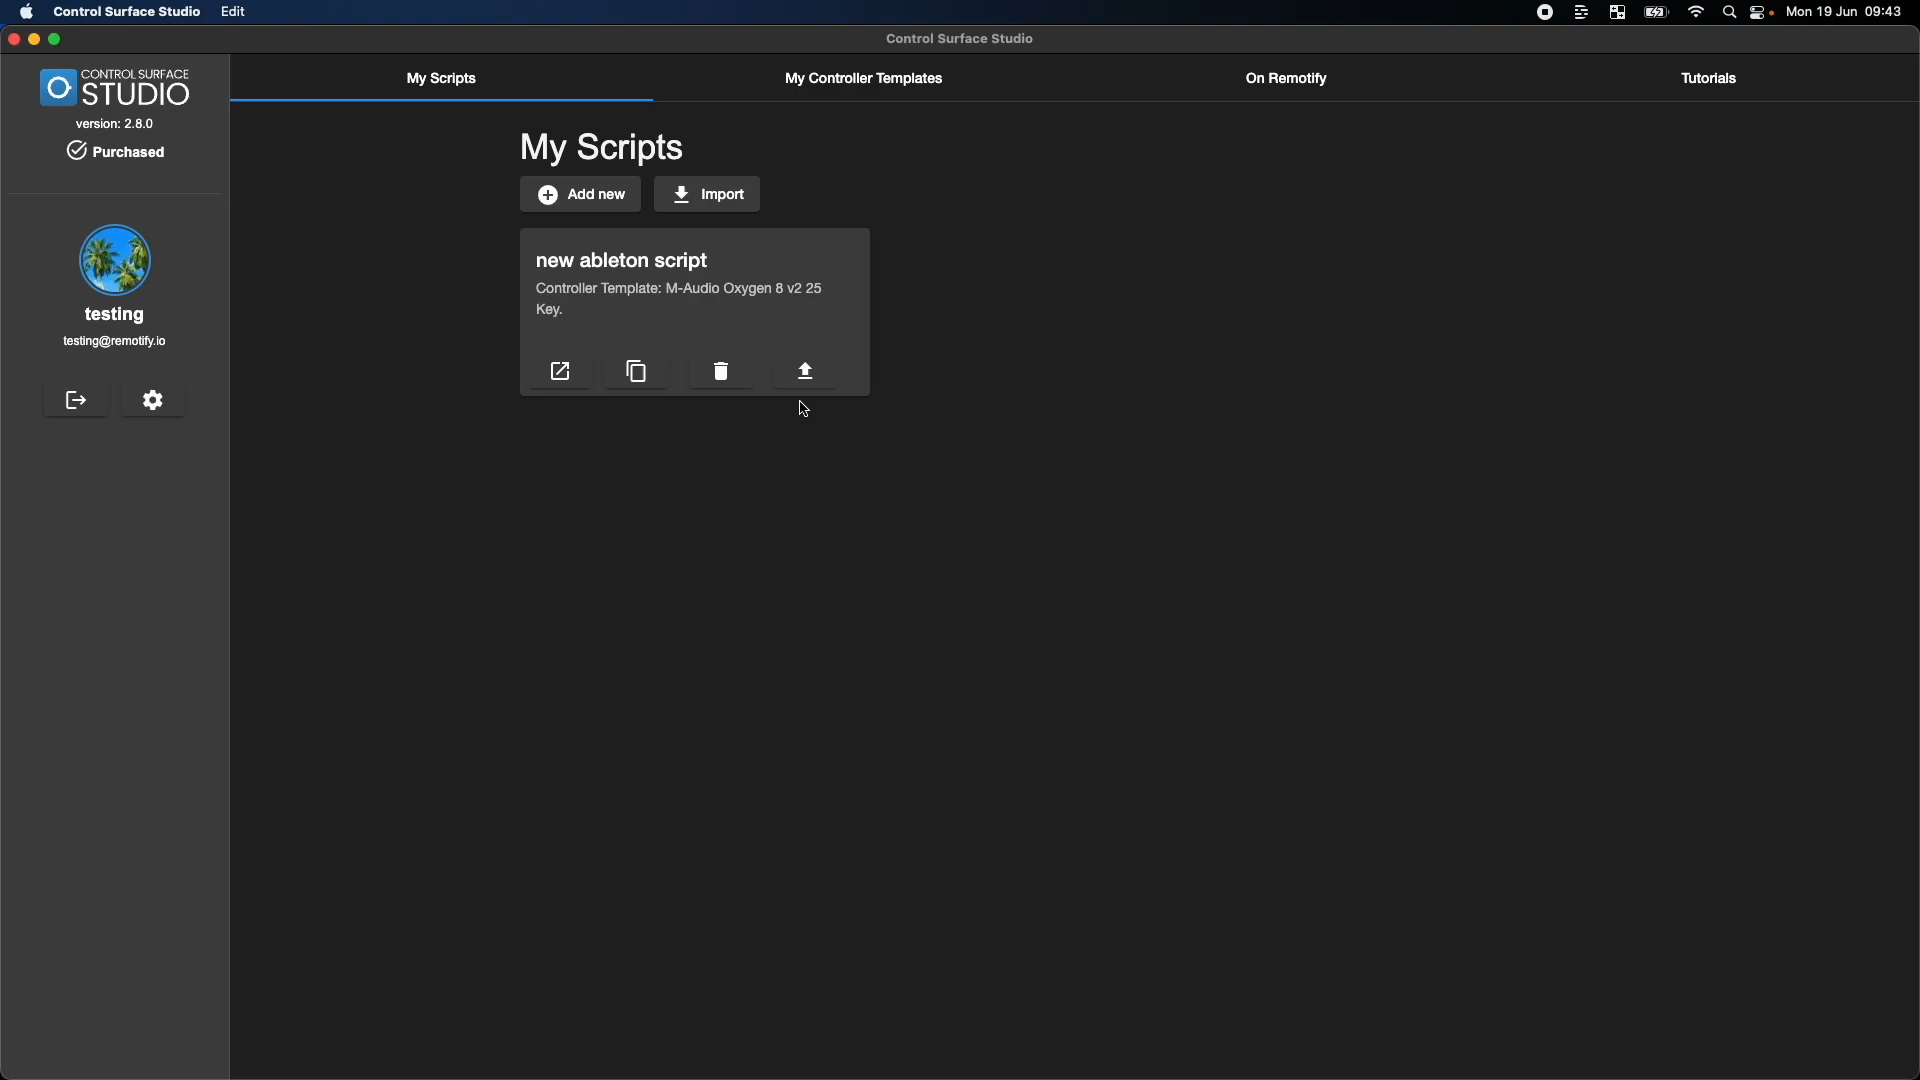 Control Surface Studio Edit Mon 19 Jun 09:43
Control Surface Studio
CONTROL SURFACE
STUDIO
version: 2.8.0
Purchased
testing
testing@remotify.io
My Scripts My Controller Templates On Remotify Tutorials
My Scripts
Add new Import
new ableton script
Controller Template: M-Audio Oxygen 8 v2 25
Key.